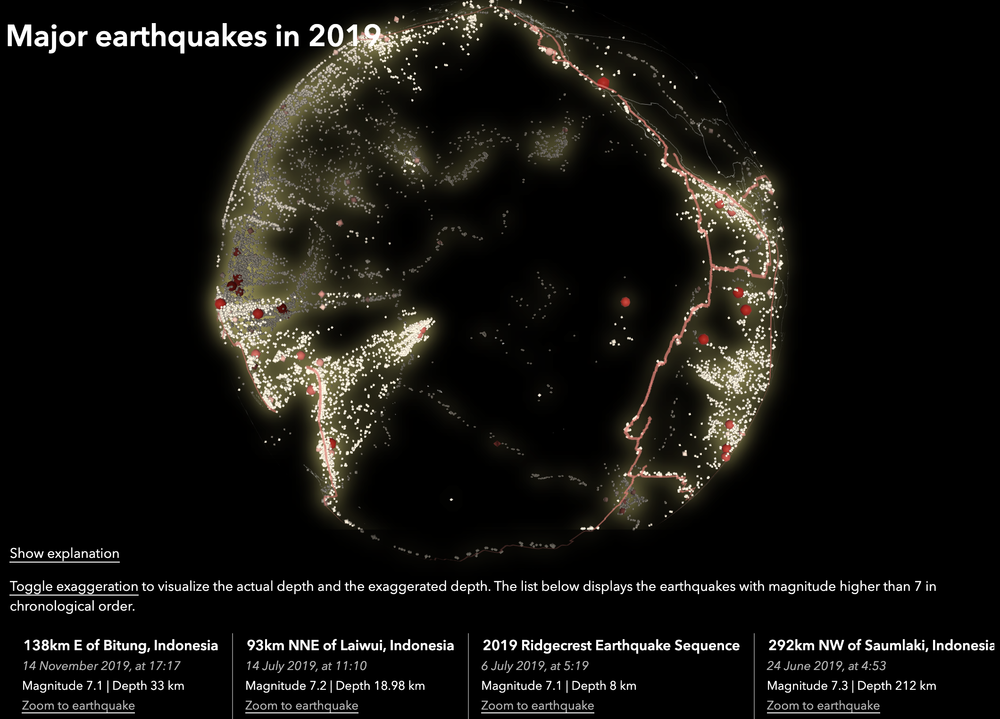 Major earthquakes in 2019
Show explanation
Toggle exaggeration to visualize the actual depth and the exaggerated depth. The list below displays the earthquakes with magnitude higher than 7 in
chronological order.
138km E of Bitung, Indonesia
14 November 2019, at 17:17
Magnitude 7.1 | Depth 33 km
Zoom to earthquake
93km NNE of Laiwui, Indonesia
14 July 2019, at 11:10
Magnitude 7.2 | Depth 18.98 km
Zoom to earthquake
2019 Ridgecrest Earthquake Sequence
6 July 2019, at 5:19
Magnitude 7.1 | Depth 8 km
Zoom to earthquake
292km NW of Saumlaki, Indonesia
24 June 2019, at 4:53
Magnitude 7.3 | Depth 212 km
Zoom to earthquake